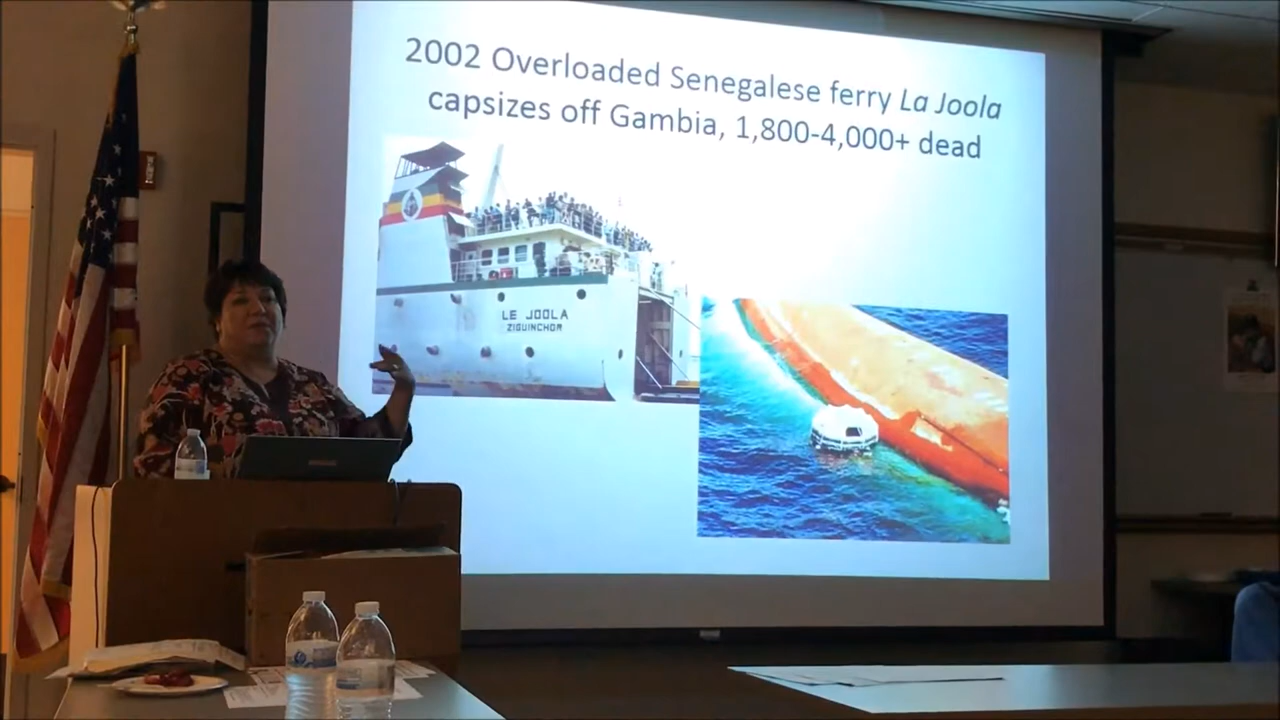 2002 Overloaded Senegalese ferry La Joola
capsizes off Gambia, 1,800-4,000+ dead
LE JOOLA
ZIGUINCHOR